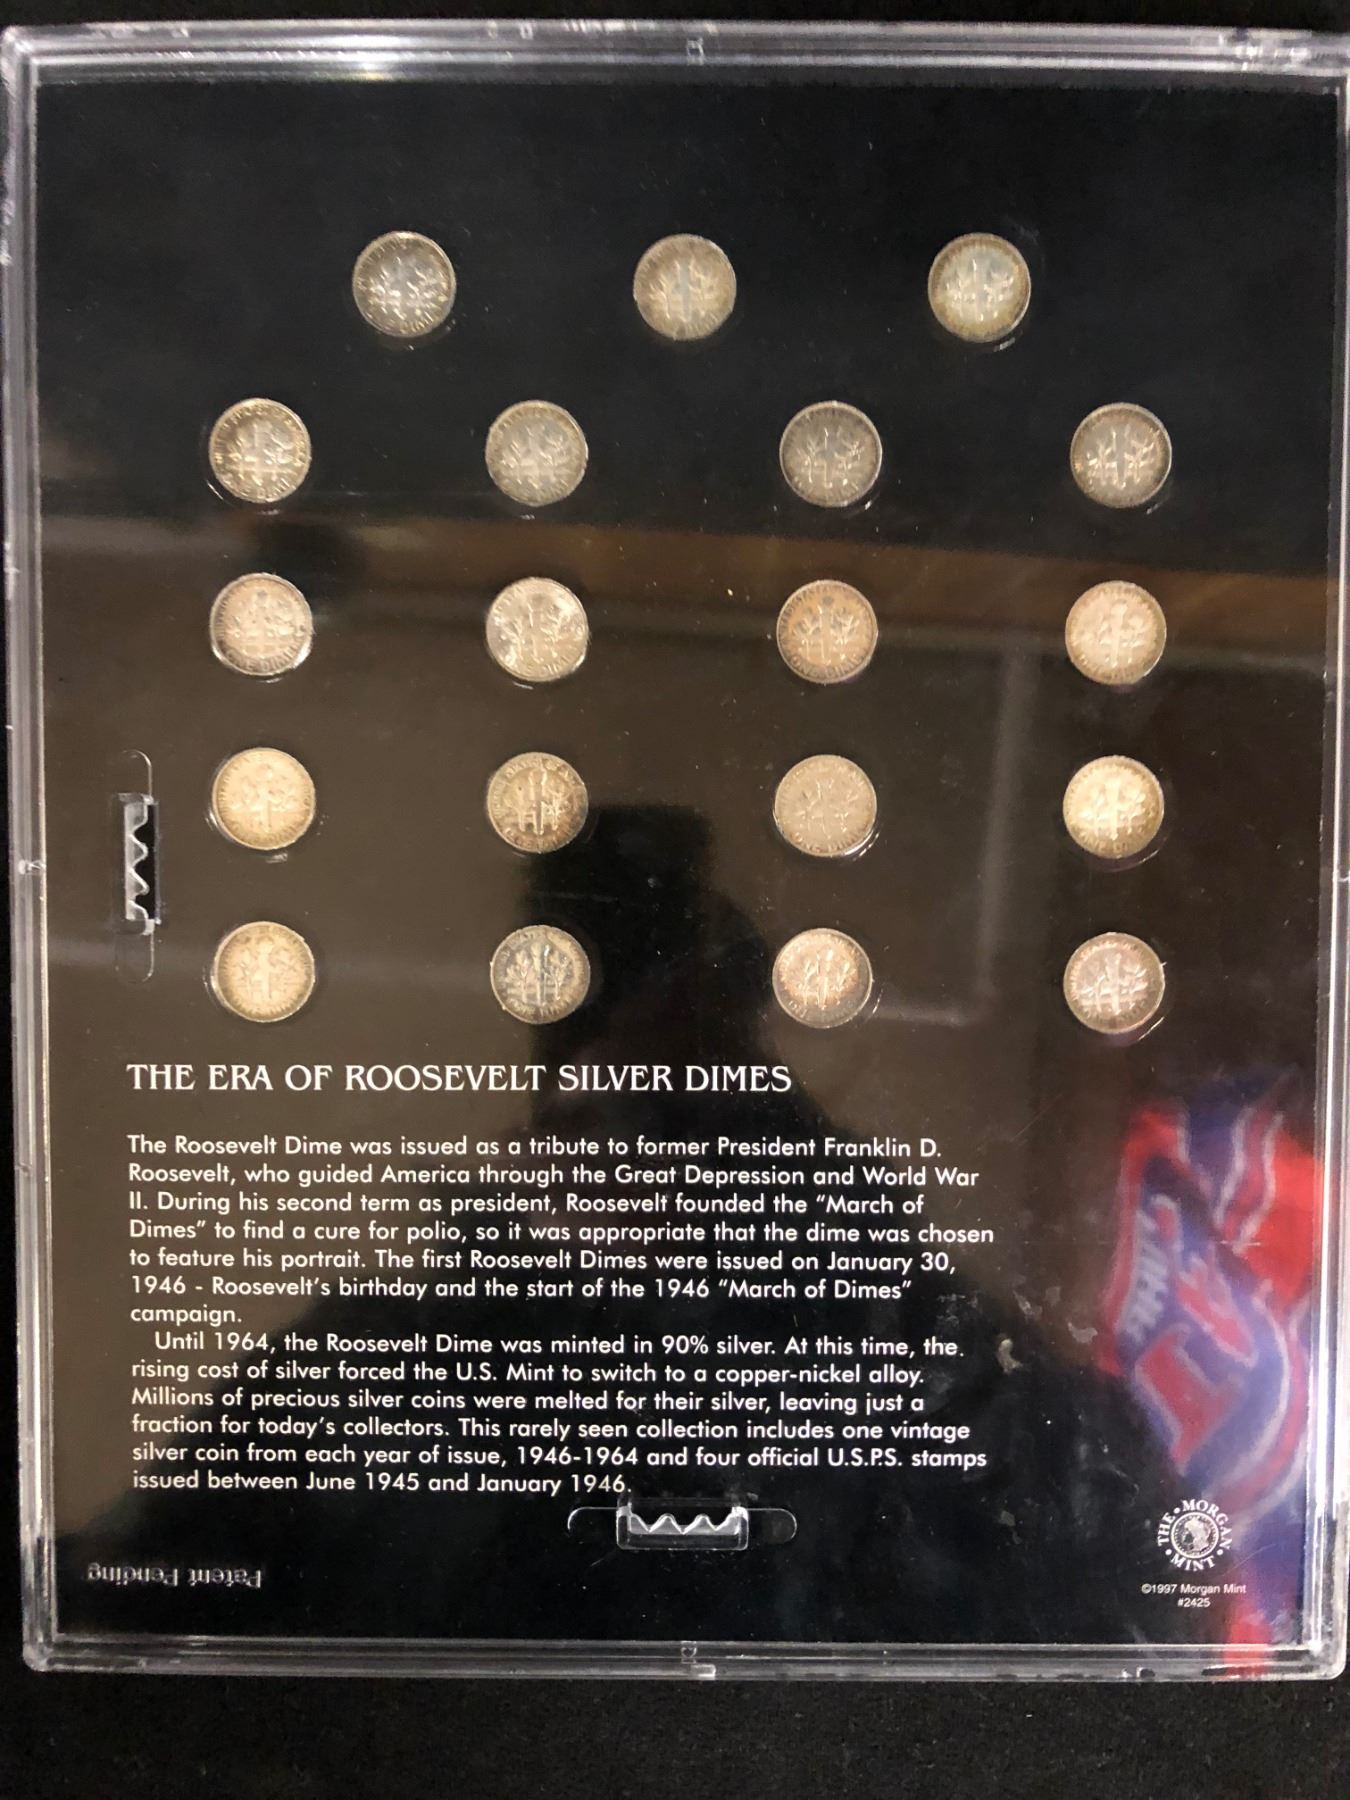 THE ERA OF ROOSEVELT SILVER DIMES
The Roosevelt Dime was issued as a tribute to former President Franklin D.
Roosevelt, who guided America through the Great Depression and World War
II. During his second term as president, Roosevelt founded the “March of
Dimes” to find a cure for polio, so it was appropriate that the dime was chosen
to feature his portrait. The first Roosevelt Dimes were issued on January 30,
1946 - Roosevelt’s birthday and the start of the 1946 “March of Dimes”
campaign.
Until 1964, the Roosevelt Dime was minted in 90% silver. At this time, the
rising cost of silver forced the U.S. Mint to switch to a copper-nickel alloy.
Millions of precious silver coins were melted for their silver, leaving just a
fraction for today’s collectors. This rarely seen collection includes one vintage
silver coin from each year of issue, 1946-1964 and four official U.S.P.S. stamps
issued between June 1945 and January 1946.
Patent Pending
THE • MORGAN • MINT •
©1997 Morgan Mint
#2425